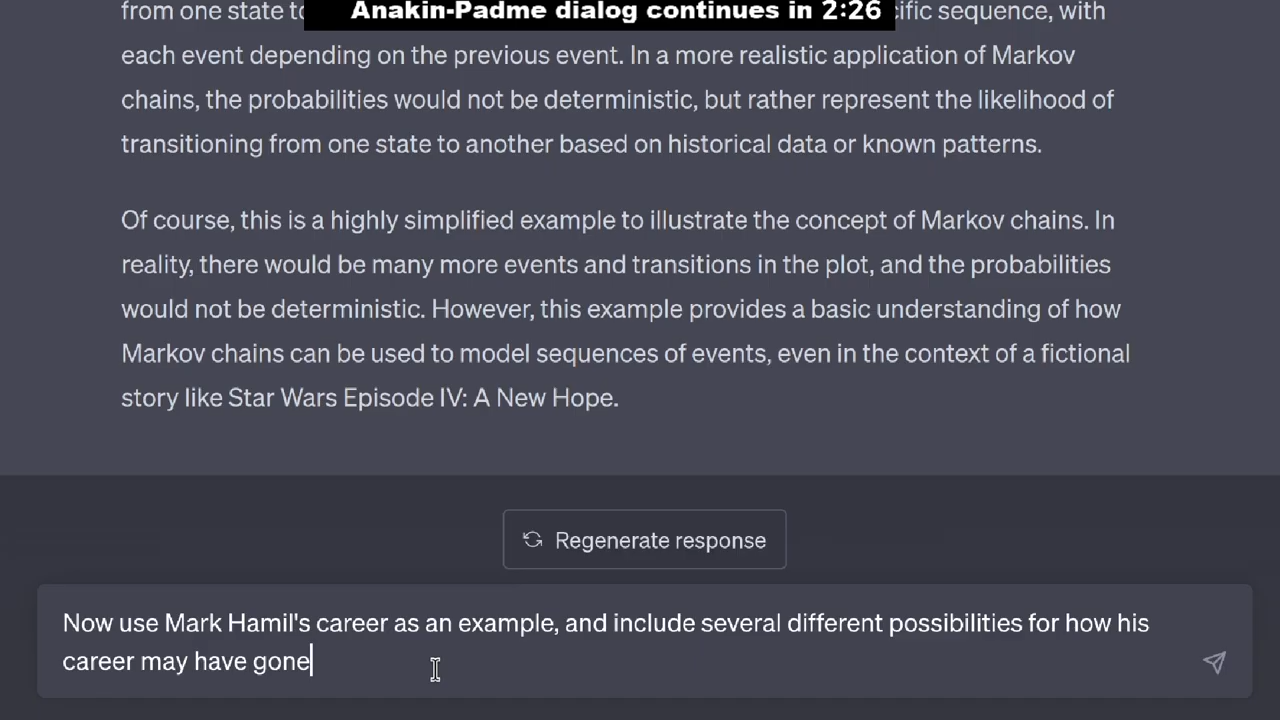 Anakin-Padme dialog continues in 2:26
from one state to
ific sequence, with
each event depending on the previous event. In a more realistic application of Markov
chains, the probabilities would not be deterministic, but rather represent the likelihood of
transitioning from one state to another based on historical data or known patterns.
Of course, this is a highly simplified example to illustrate the concept of Markov chains. In
reality, there would be many more events and transitions in the plot, and the probabilities
would not be deterministic. However, this example provides a basic understanding of how
Markov chains can be used to model sequences of events, even in the context of a fictional
story like Star Wars Episode IV: A New Hope.
Regenerate response
Now use Mark Hamil's career as an example, and include several different possibilities for how his
career may have gone